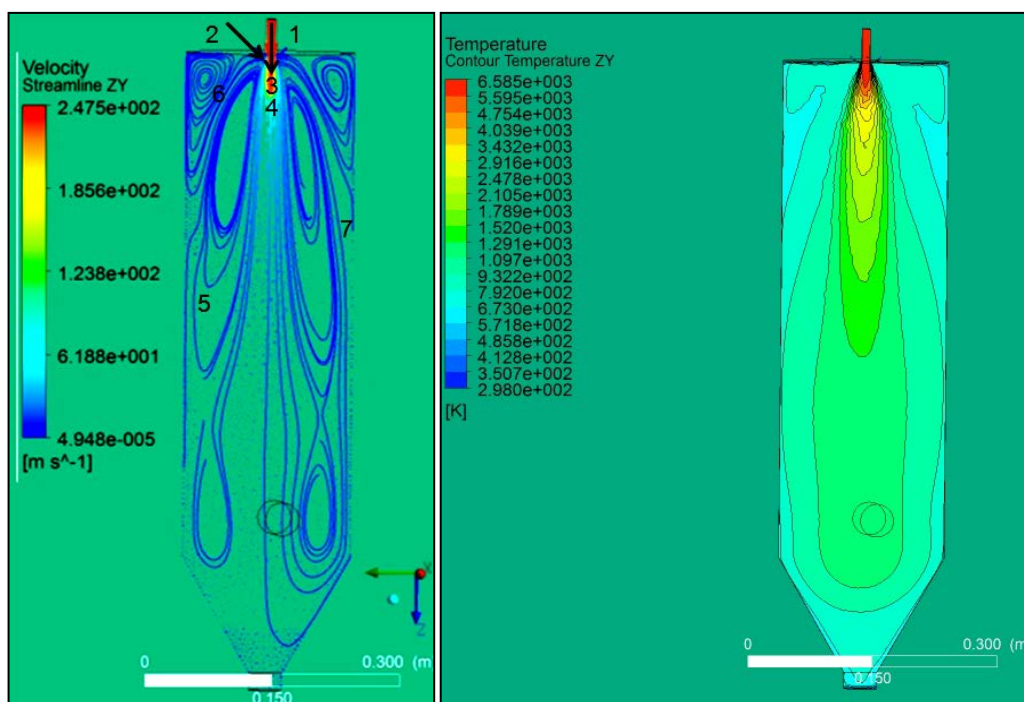 2
1
3
4
6
7
5
Velocity
Streamline ZY
2.475e+002
1.856e+002
1.238e+002
6.188e+001
4.948e-005
[m s^-1]
X
Z
0
0.300
(m
0.150
Temperature
Contour Temperature ZY
6.585e+003
5.595e+003
4.754e+003
4.039e+003
3.432e+003
2.916e+003
2.478e+003
2.105e+003
1.789e+003
1.520e+003
1.291e+003
1.097e+003
9.322e+002
7.920e+002
6.730e+002
5.718e+002
4.858e+002
4.128e+002
3.507e+002
2.980e+002
[K]
0
0.300
(m
0.150